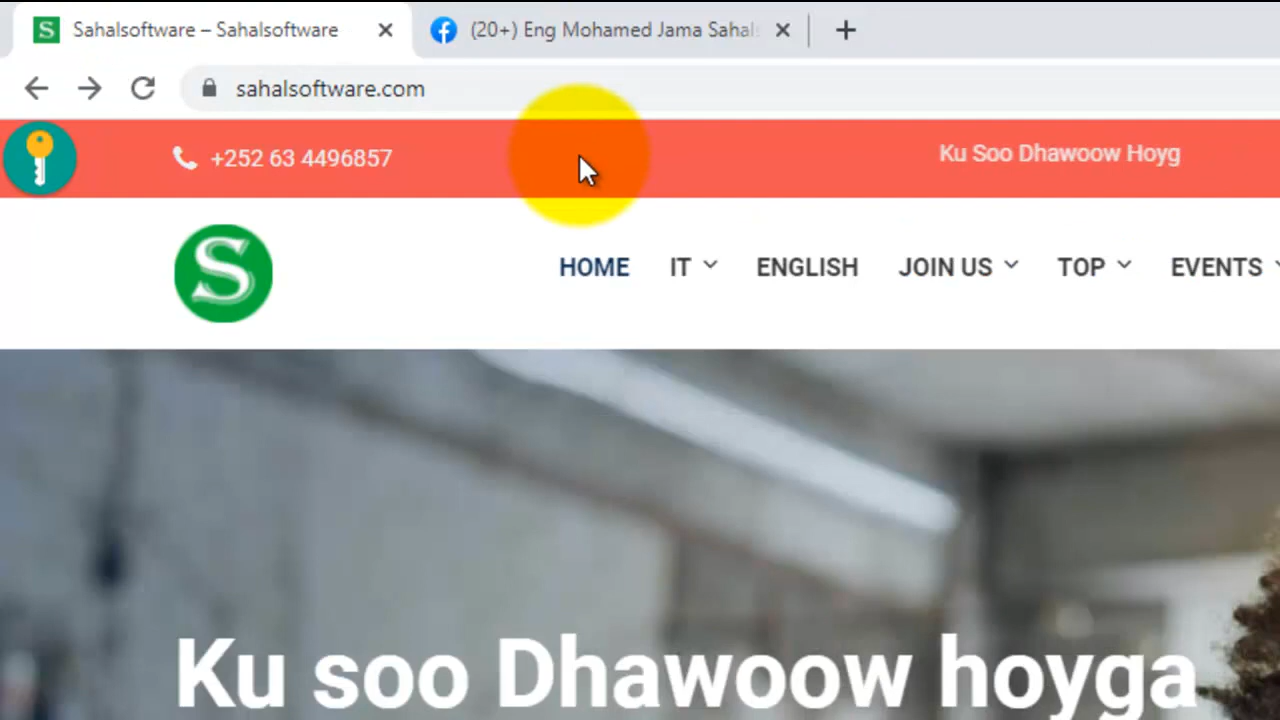 S Sahalsoftware – Sahalsoftware
(20+) Eng Mohamed Jama Sahals
sahalsoftware.com
+252 63 4496857
Ku Soo Dhawoow Hoyg
S
HOME IT ENGLISH JOIN US TOP EVENTS
Ku soo Dhawoow hoyga